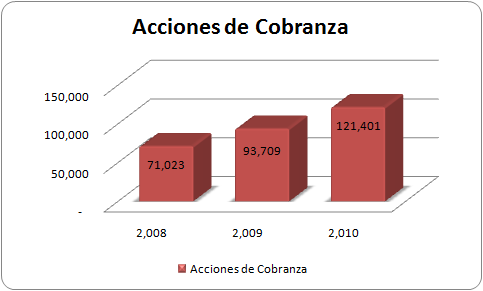 Acciones de Cobranza
150,000
100,000
50,000
-
71,023
93,709
121,401
2,008 2,009 2,010
Acciones de Cobranza